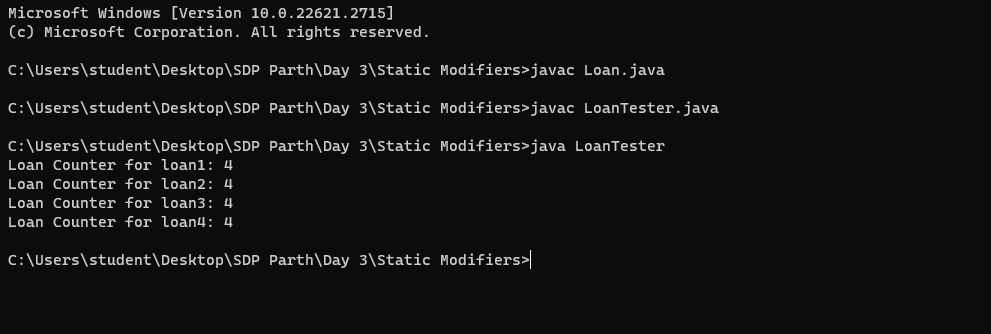 Microsoft Windows [Version 10.0.22621.2715]
(c) Microsoft Corporation. All rights reserved.
C:\Users\student\Desktop\SDP Parth\Day 3\Static Modifiers>javac Loan.java
C:\Users\student\Desktop\SDP Parth\Day 3\Static Modifiers>javac LoanTester.java
C:\Users\student\Desktop\SDP Parth\Day 3\Static Modifiers>java LoanTester
Loan Counter for loan1: 4
Loan Counter for loan2: 4
Loan Counter for loan3: 4
Loan Counter for loan4: 4
C:\Users\student\Desktop\SDP Parth\Day 3\Static Modifiers>